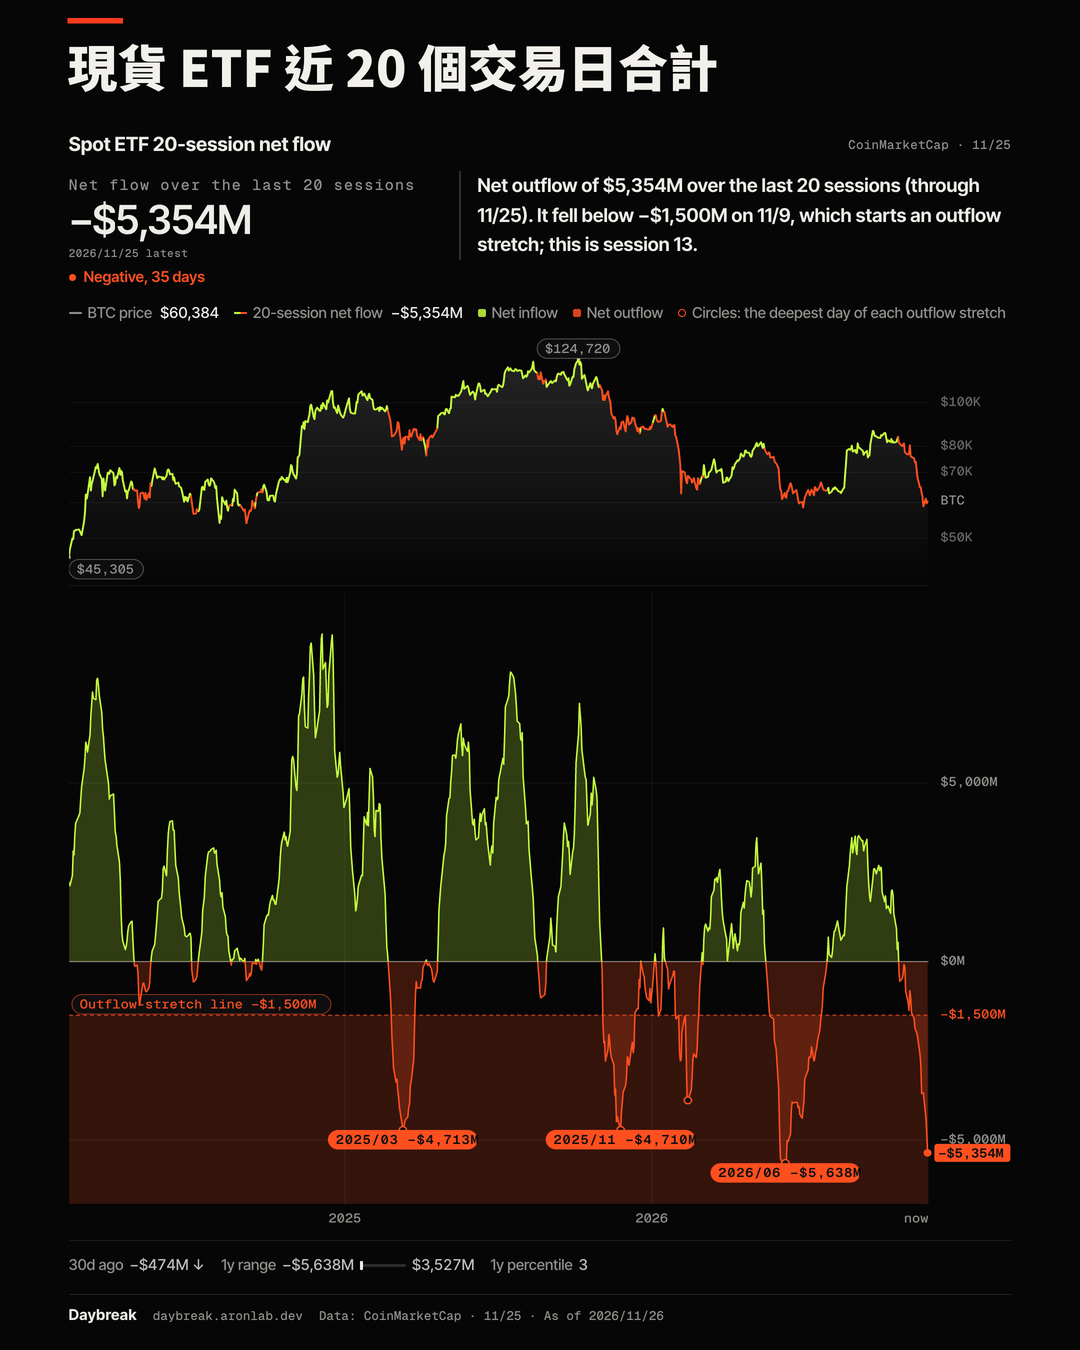 現貨 ETF 近 20 個交易日合計
Spot ETF 20-session net flow
CoinMarketCap · 11/25
Net flow over the last 20 sessions
−$5,354M
2026/11/25 latest
Negative, 35 days
Net outflow of $5,354M over the last 20 sessions (through
11/25). It fell below −$1,500M on 11/9, which starts an outflow
stretch; this is session 13.
BTC price $60,384 20-session net flow −$5,354M Net inflow Net outflow Circles: the deepest day of each outflow stretch
$124,720
$100K
$80K
$70K
BTC
$50K
$45,305
$5,000M
$0M
Outflow-stretch line −$1,500M
−$1,500M
2025/03 −$4,713M
2025/11 −$4,710M
−$5,000M
−$5,354M
2026/06 −$5,638M
2025
2026
now
30d ago −$474M ↓ 1y range −$5,638M $3,527M 1y percentile 3
Daybreak daybreak.aronlab.dev Data: CoinMarketCap · 11/25 · As of 2026/11/26